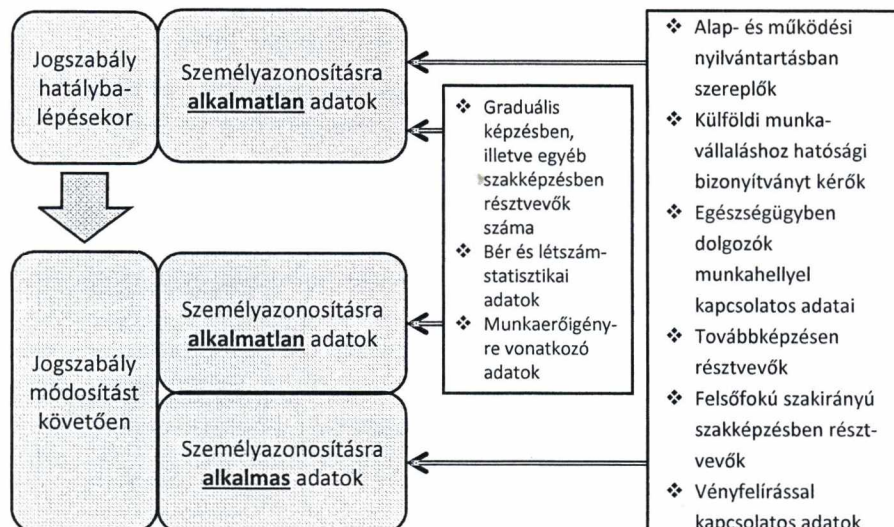 Jogszabály
hatályba-
lépésekor
Személyazonosításra
alkalmatlan adatok
Jogszabály
módosítást
követően
Személyazonosításra
alkalmatlan adatok
Személyazonosításra
alkalmas adatok
❖ Graduális
képzésben,
illetve egyéb
szakképzésben
résztvevők
száma
❖ Bér és létszám-
statisztikai
adatok
❖ Munkaerőigény-
re vonatkozó
adatok
❖ Alap- és működési
nyilvántartásban
szereplők
❖ Külföldi munka-
vállaláshoz hatósági
bizonyítványt kérők
❖ Egészségügyben
dolgozók
munkahellyel
kapcsolatos adatai
❖ Továbbképzésen
résztvevők
❖ Felsőfokú szakirányú
szakképzésben részt-
vevők
❖ Vényfelírással
kapcsolatos adatok